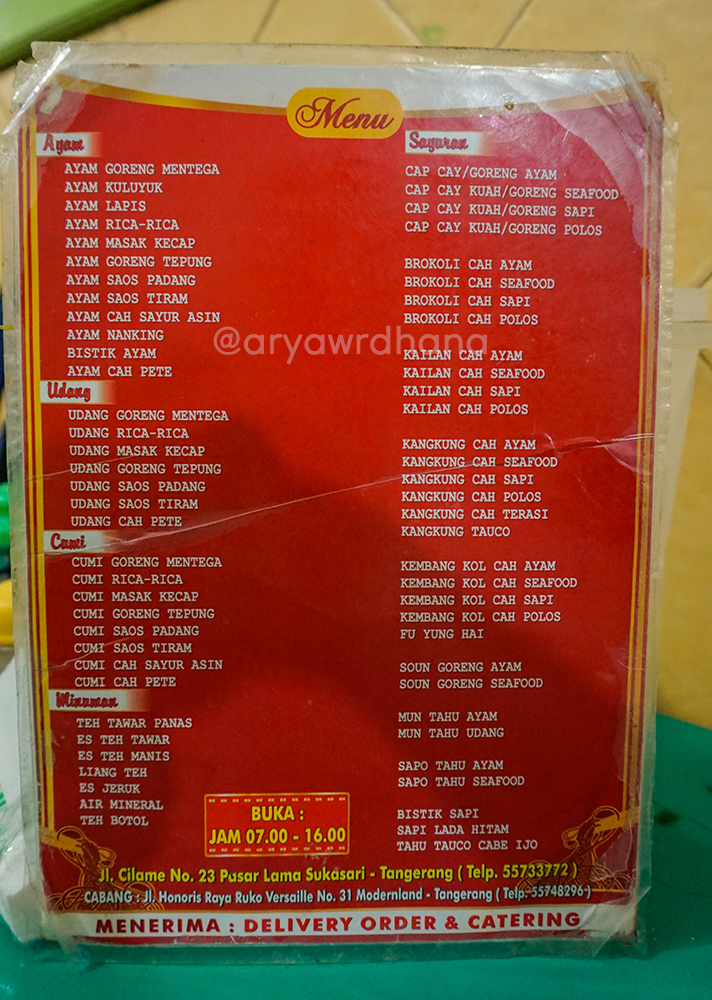 Menu
Ayam
AYAM GORENG MENTEGA
AYAM KULUYUK
AYAM LAPIS
AYAM RICA-RICA
AYAM MASAK KECAP
AYAM GORENG TEPUNG
AYAM SAOS PADANG
AYAM SAOS TIRAM
AYAM CAH SAYUR ASIN
AYAM NANKING
BISTIK AYAM
AYAM CAH PETE
Udang
UDANG GORENG MENTEGA
UDANG RICA-RICA
UDANG MASAK KECAP
UDANG GORENG TEPUNG
UDANG SAOS PADANG
UDANG SAOS TIRAM
UDANG CAH PETE
Cumi
CUMI GORENG MENTEGA
CUMI RICA-RICA
CUMI MASAK KECAP
CUMI GORENG TEPUNG
CUMI SAOS PADANG
CUMI SAOS TIRAM
CUMI CAH SAYUR ASIN
CUMI CAH PETE
Minuman
TEH TAWAR PANAS
ES TEH TAWAR
ES TEH MANIS
LIANG TEH
ES JERUK
AIR MINERAL
TEH BOTOL
Sayuran
CAP CAY/GORENG AYAM
CAP CAY KUAH/GORENG SEAFOOD
CAP CAY KUAH/GORENG SAPI
CAP CAY KUAH/GORENG POLOS
BROKOLI CAH AYAM
BROKOLI CAH SEAFOOD
BROKOLI CAH SAPI
BROKOLI CAH POLOS
@aryawrdhana
KAILAN CAH AYAM
KAILAN CAH SEAFOOD
KAILAN CAH SAPI
KAILAN CAH POLOS
KANGKUNG CAH AYAM
KANGKUNG CAH SEAFOOD
KANGKUNG CAH SAPI
KANGKUNG CAH POLOS
KANGKUNG CAH TERASI
KANGKUNG TAUCO
KEMBANG KOL CAH AYAM
KEMBANG KOL CAH SEAFOOD
KEMBANG KOL CAH SAPI
KEMBANG KOL CAH POLOS
FU YUNG HAI
SOUN GORENG AYAM
SOUN GORENG SEAFOOD
MUN TAHU AYAM
MUN TAHU UDANG
SAPO TAHU AYAM
SAPO TAHU SEAFOOD
BISTIK SAPI
SAPI LADA HITAM
TAHU TAUCO CABE IJO
BUKA :
JAM 07.00 - 16.00
Jl. Cilame No. 23 Pusar Lama Sukasari - Tangerang ( Telp. 55733772 )
CABANG : Jl. Honoris Raya Ruko Versaille No. 31 Modernland - Tangerang ( Telp. 55748296 )
MENERIMA : DELIVERY ORDER & CATERING